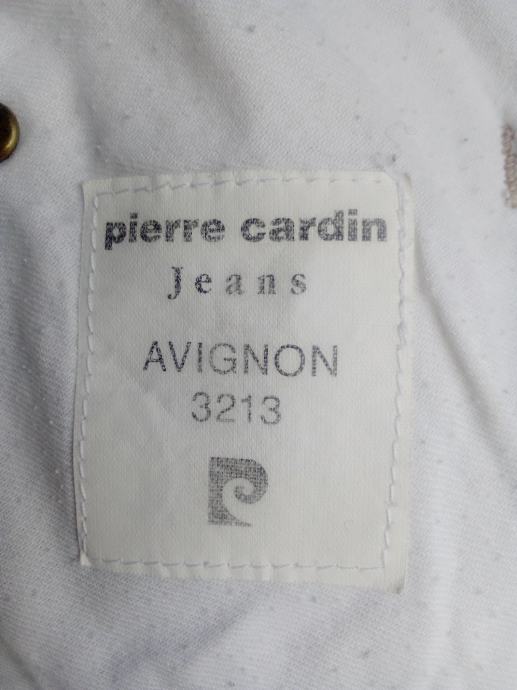 pierre cardin
Jeans
AVIGNON
3213